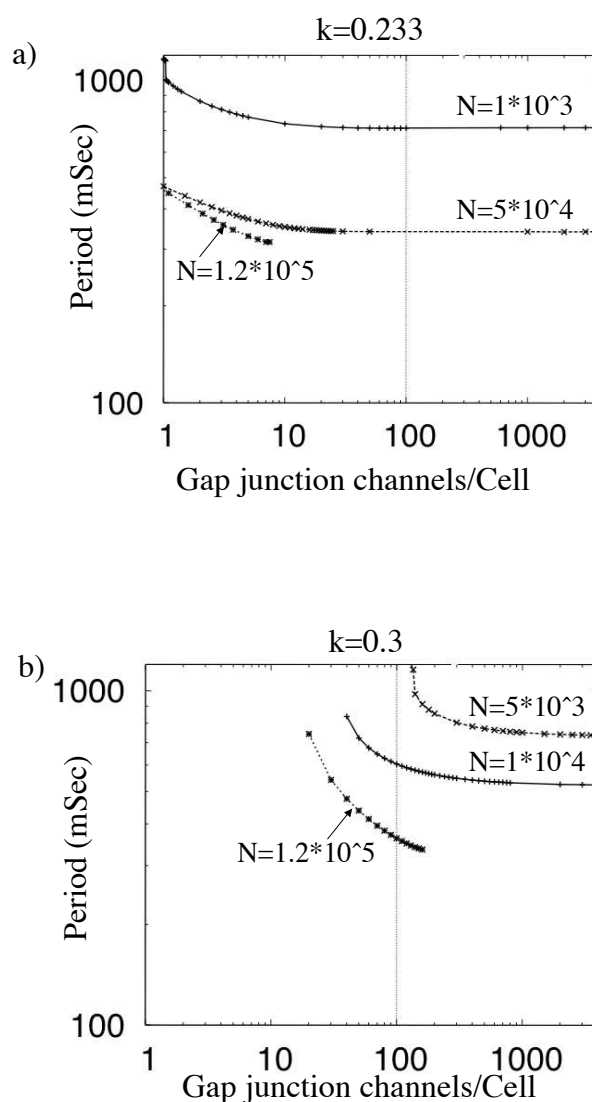 k=0.233
a)
1000
N=1*10^3
Period (mSec)
N=5*10^4
N=1.2*10^5
100
1 10 100 1000
Gap junction channels/Cell
k=0.3
b)
1000
N=5*10^3
N=1*10^4
Period (mSec)
N=1.2*10^5
100
1 10 100 1000
Gap junction channels/Cell